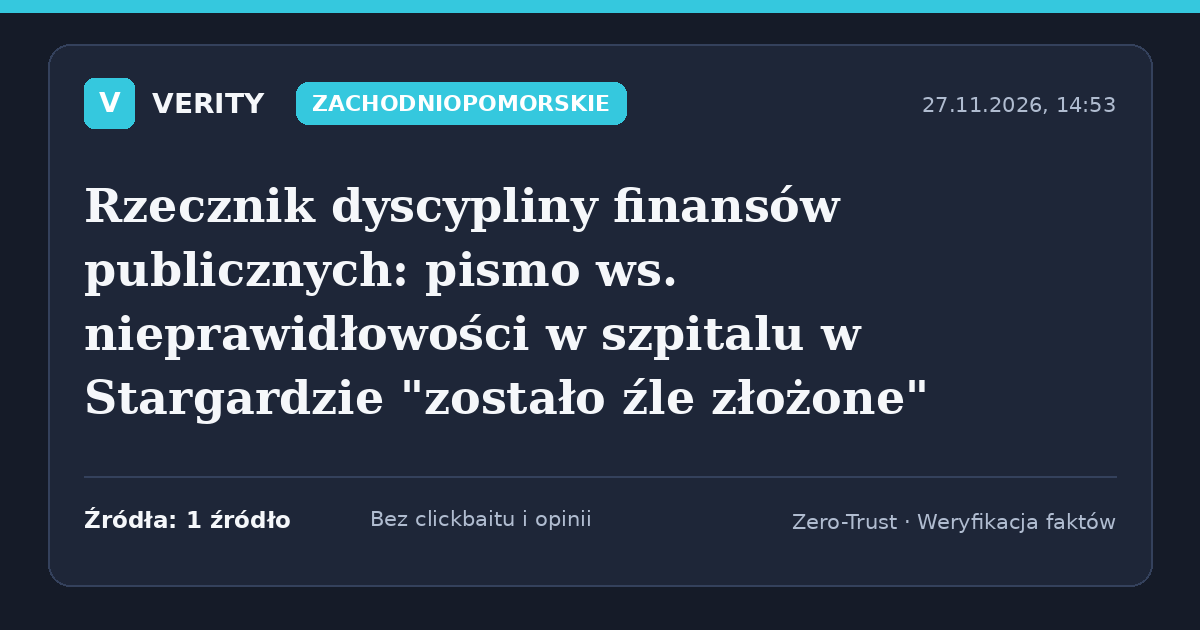 V VERITY ZACHODNIOPOMORSKIE 27.11.2026, 14:53
Rzecznik dyscypliny finansów
publicznych: pismo ws.
nieprawidłowości w szpitalu w
Stargardzie "zostało źle złożone"
Źródła: 1 źródło Bez clickbaitu i opinii Zero-Trust · Weryfikacja faktów